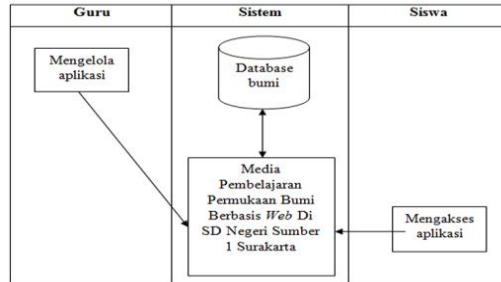 Guru
Sistem
Siswa
Mengelola
aplikasi
Database
bumi
Media
Pembelajaran
Permukaan Bumi
Berbasis Web Di
SD Negeri Sumber
1 Surakarta
Mengakses
aplikasi